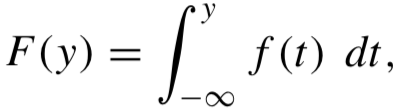 F(y) = ∫_{-∞}^{y} f(t) dt,